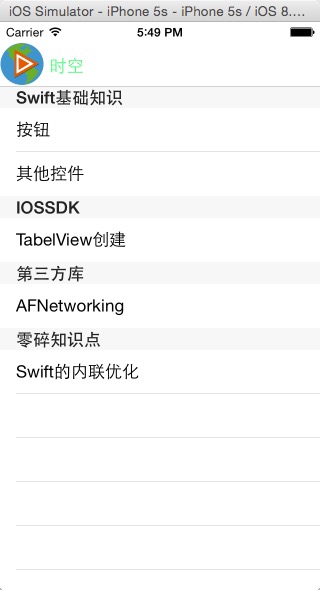 iOS Simulator - iPhone 5s - iPhone 5s / iOS 8....
Carrier 5:49 PM
时空
Swift基础知识
按钮
其他控件
IOSSDK
TabelView创建
第三方库
AFNetworking
零碎知识点
Swift的内联优化